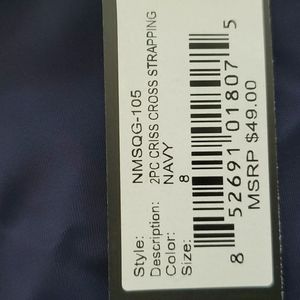 Style: NMSQG-105
Description: 2PC CRISS CROSS STRAPPING
Color: NAVY
Size: 8
8 52691 01807 5
MSRP $49.00